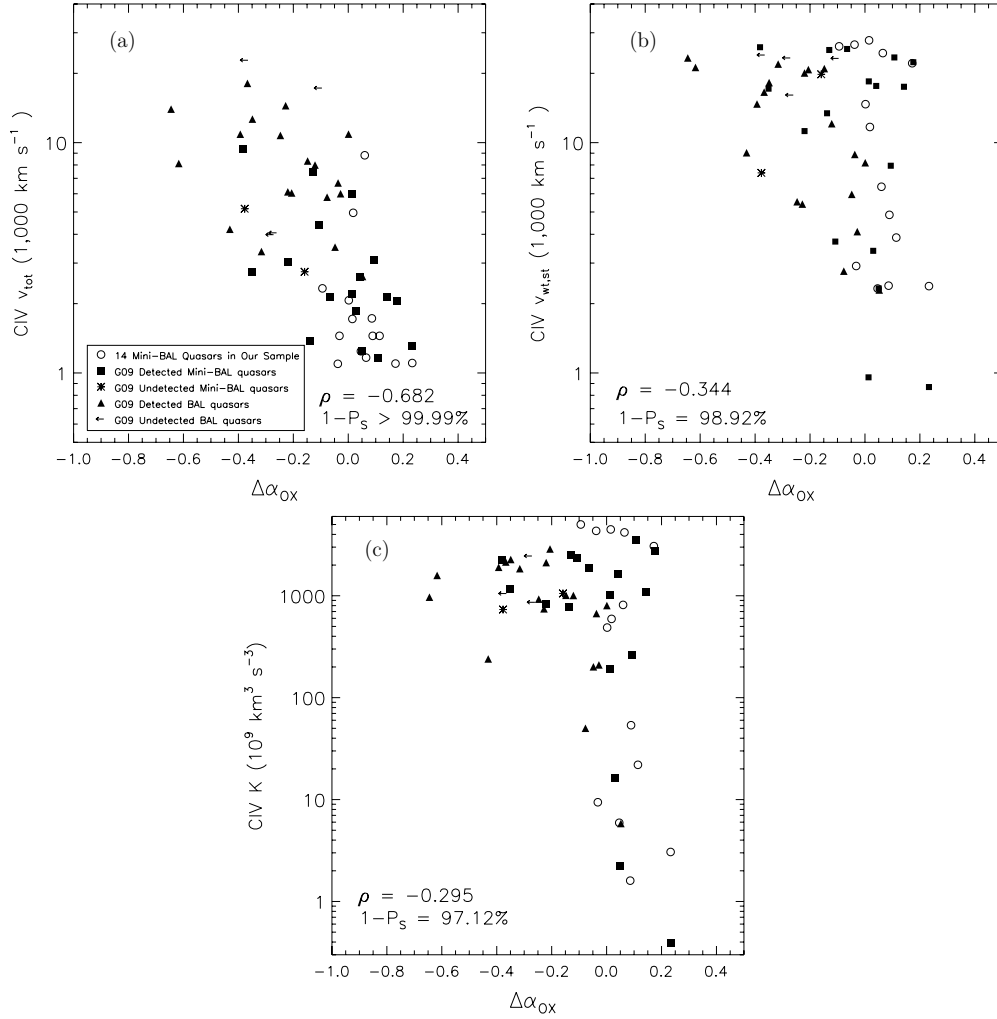 (a)
10
1
CIV v_tot (1,000 km s⁻¹)
○ 14 Mini-BAL Quasars in Our Sample
■ G09 Detected Mini-BAL quasars
✳ G09 Undetected Mini-BAL quasars
▲ G09 Detected BAL quasars
← G09 Undetected BAL quasars
ρ = −0.682
1−P_S > 99.99%
−1.0 −0.8 −0.6 −0.4 −0.2 0.0 0.2 0.4
Δα_OX
(b)
10
1
CIV v_wt,st (1,000 km s⁻¹)
ρ = −0.344
1−P_S = 98.92%
−1.0 −0.8 −0.6 −0.4 −0.2 0.0 0.2 0.4
Δα_OX
(c)
1000
100
10
1
CIV K (10⁹ km³ s⁻³)
ρ = −0.295
1−P_S = 97.12%
−1.0 −0.8 −0.6 −0.4 −0.2 0.0 0.2 0.4
Δα_OX